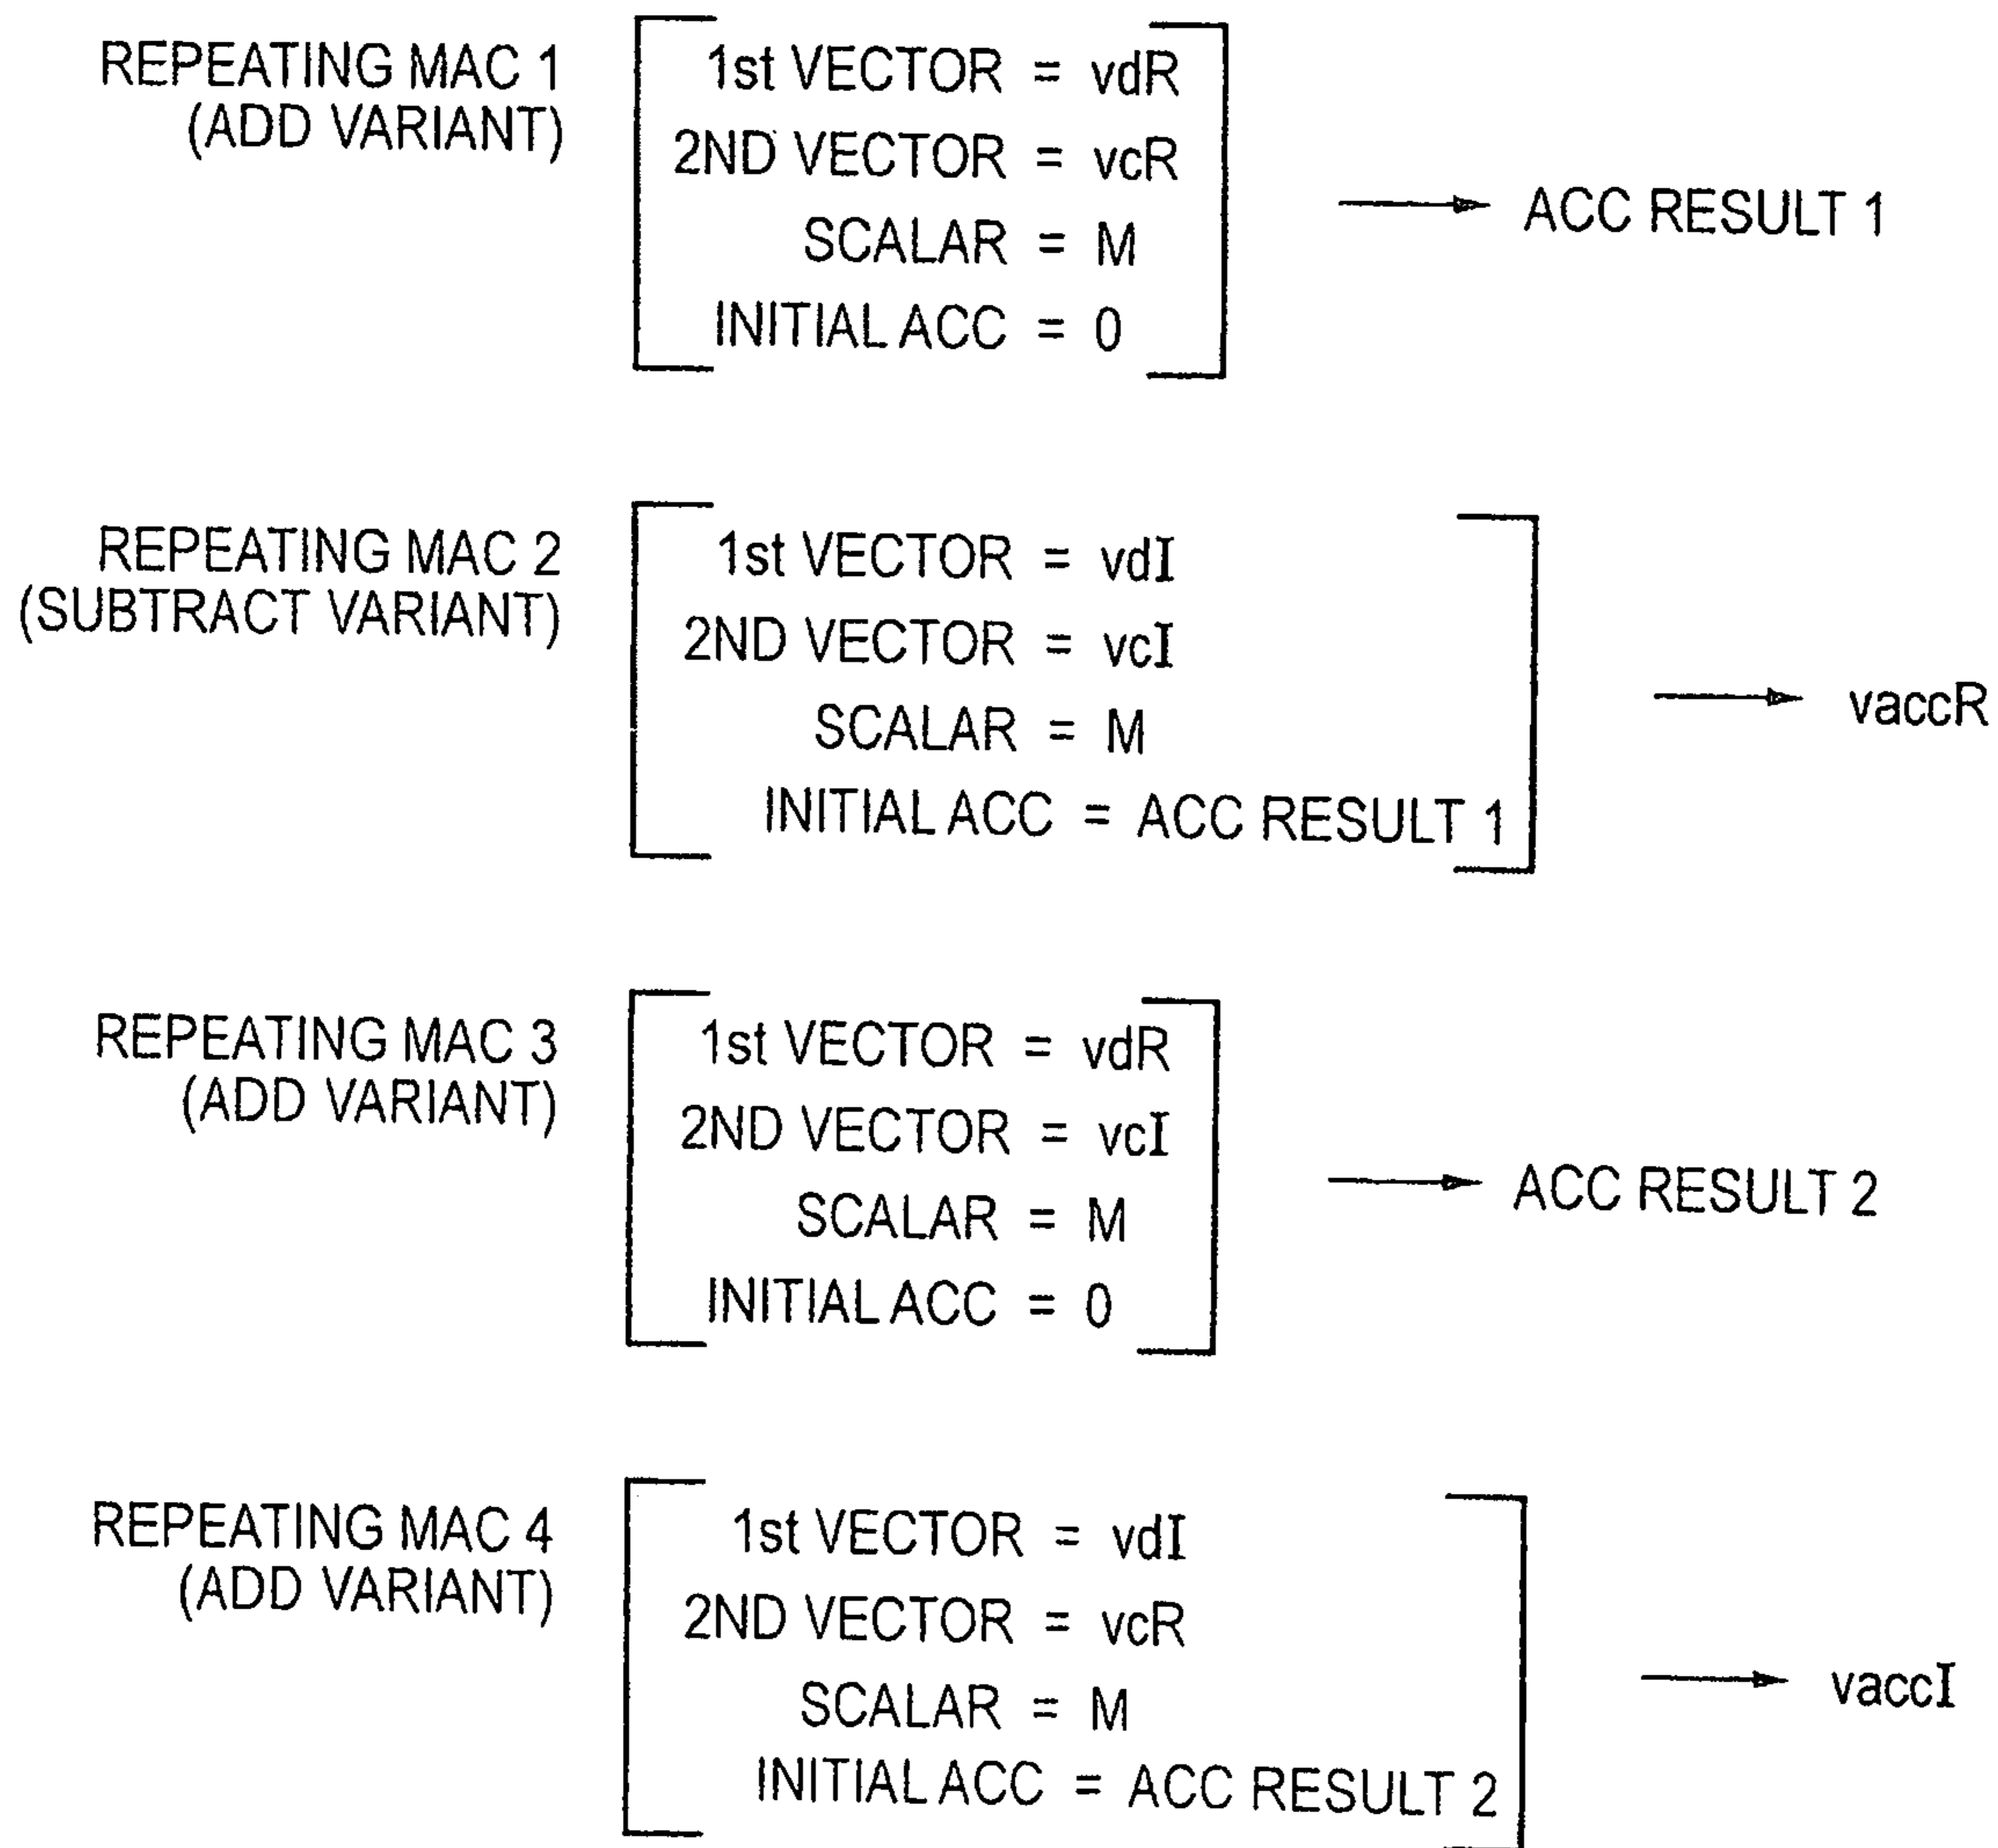 REPEATING MAC 1
(ADD VARIANT)
1st VECTOR = vdR
2ND VECTOR = vcR
SCALAR = M
INITIAL ACC = 0
ACC RESULT 1
REPEATING MAC 2
(SUBTRACT VARIANT)
1st VECTOR = vdI
2ND VECTOR = vcI
SCALAR = M
INITIAL ACC = ACC RESULT 1
vaccR
REPEATING MAC 3
(ADD VARIANT)
1st VECTOR = vdR
2ND VECTOR = vcI
SCALAR = M
INITIAL ACC = 0
ACC RESULT 2
REPEATING MAC 4
(ADD VARIANT)
1st VECTOR = vdI
2ND VECTOR = vcR
SCALAR = M
INITIAL ACC = ACC RESULT 2
vaccI